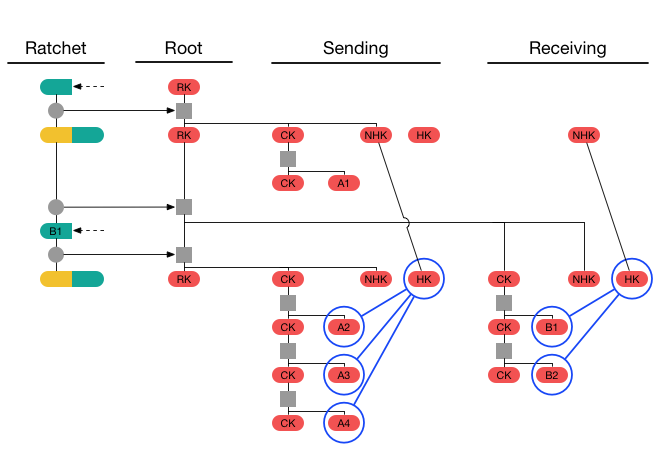 Ratchet Root Sending Receiving
RK
RK CK NHK HK NHK
CK A1
B1
RK CK NHK HK CK NHK HK
CK A2 CK B1
CK A3 CK B2
CK A4